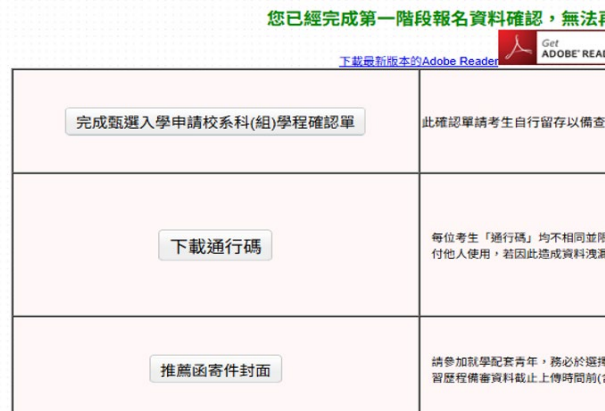 您已經完成第一階段報名資料確認，無法
下載最新版本的Adobe Reader
Get
ADOBE® REA
完成甄選入學申請校系科(組)學程確認單
此確認單請考生自行留存以備查
下載通行碼
每位考生「通行碼」均不相同並限
付他人使用，若因此造成資料洩漏
推薦函寄件封面
請參加就學配套青年，務必於選擇
習歷程備審資料截止上傳時間前(含